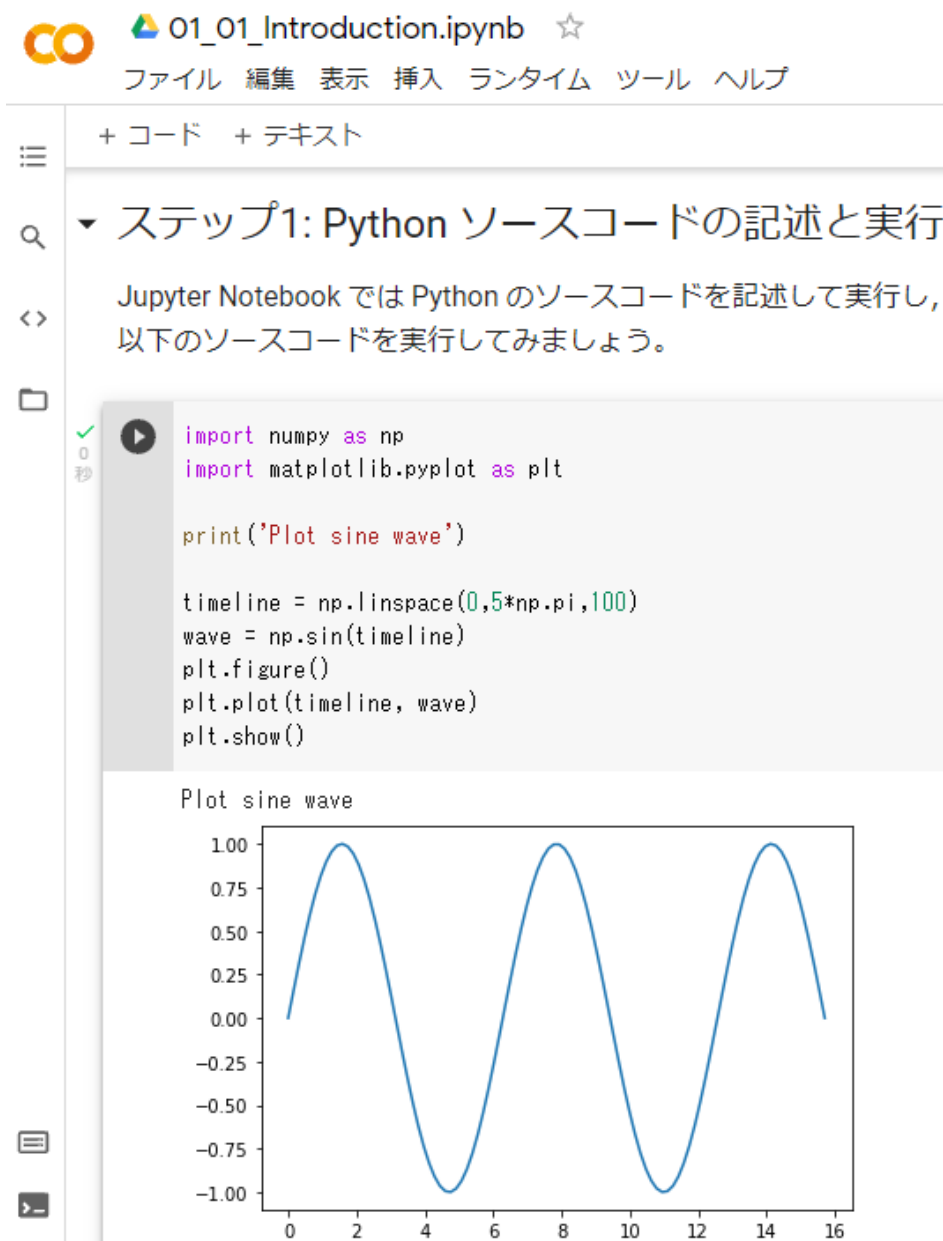 01_01_Introduction.ipynb
ファイル 編集 表示 挿入 ランタイム ツール ヘルプ
+ コード + テキスト
ステップ1: Python ソースコードの記述と実行
Jupyter Notebook では Python のソースコードを記述して実行し,
以下のソースコードを実行してみましょう。
0
秒
import numpy as np
import matplotlib.pyplot as plt
print('Plot sine wave')
timeline = np.linspace(0,5*np.pi,100)
wave = np.sin(timeline)
plt.figure()
plt.plot(timeline, wave)
plt.show()
Plot sine wave
1.00
0.75
0.50
0.25
0.00
−0.25
−0.50
−0.75
−1.00
0 2 4 6 8 10 12 14 16